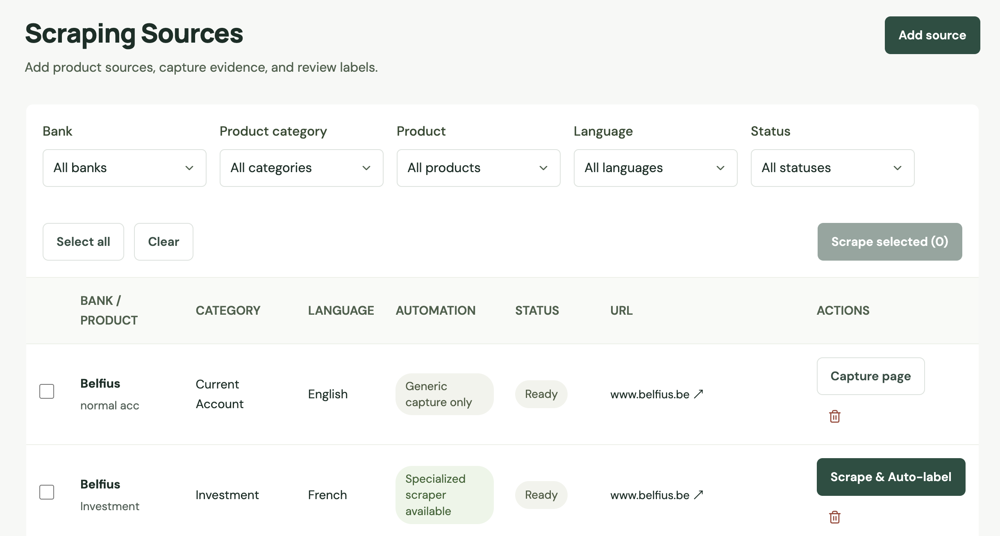 Scraping Sources
Add source
Add product sources, capture evidence, and review labels.
Bank
Product category
Product
Language
Status
All banks
All categories
All products
All languages
All statuses
Select all
Clear
Scrape selected (0)
BANK /
PRODUCT
CATEGORY
LANGUAGE
AUTOMATION
STATUS
URL
ACTIONS
Belfius
normal acc
Current
Account
English
Generic
capture only
Ready
www.belfius.be ↗
Capture page
Belfius
Investment
Investment
French
Specialized
scraper
available
Ready
www.belfius.be ↗
Scrape & Auto-label